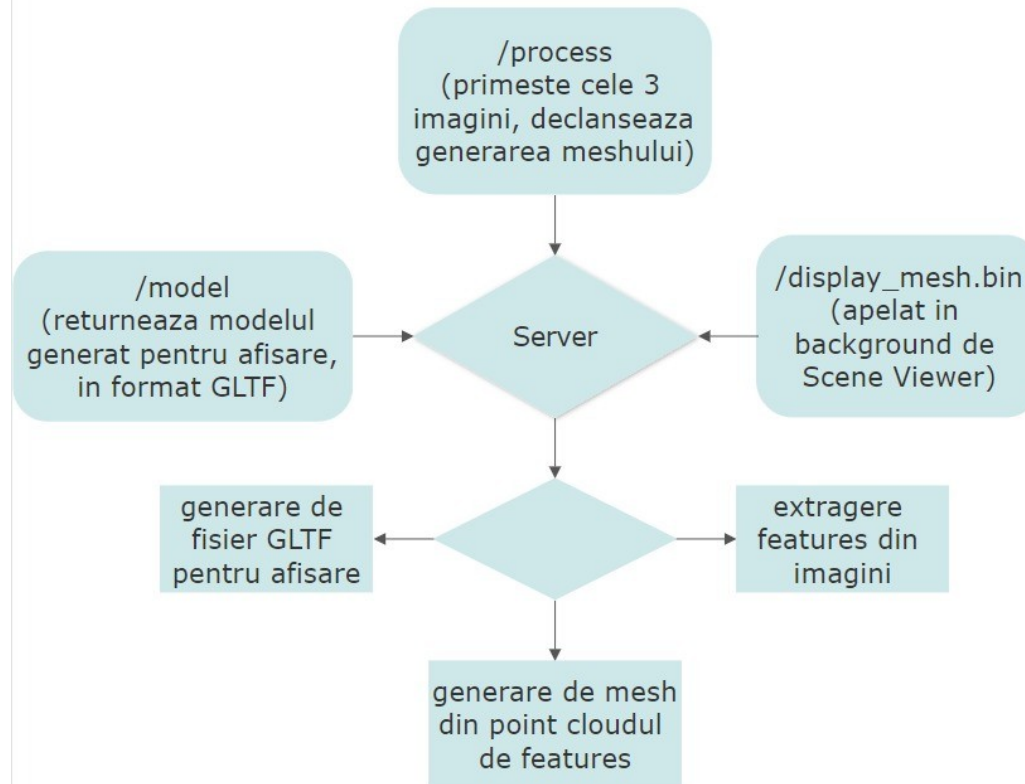 /process
(primeste cele 3
imagini, declanseaza
generarea meshului)
/model
(returneaza modelul
generat pentru afisare,
in format GLTF)
Server
/display_mesh.bin
(apelat in
background de
Scene Viewer)
generare de
fisier GLTF
pentru afisare
extragere
features din
imagini
generare de mesh
din point cloudul
de features